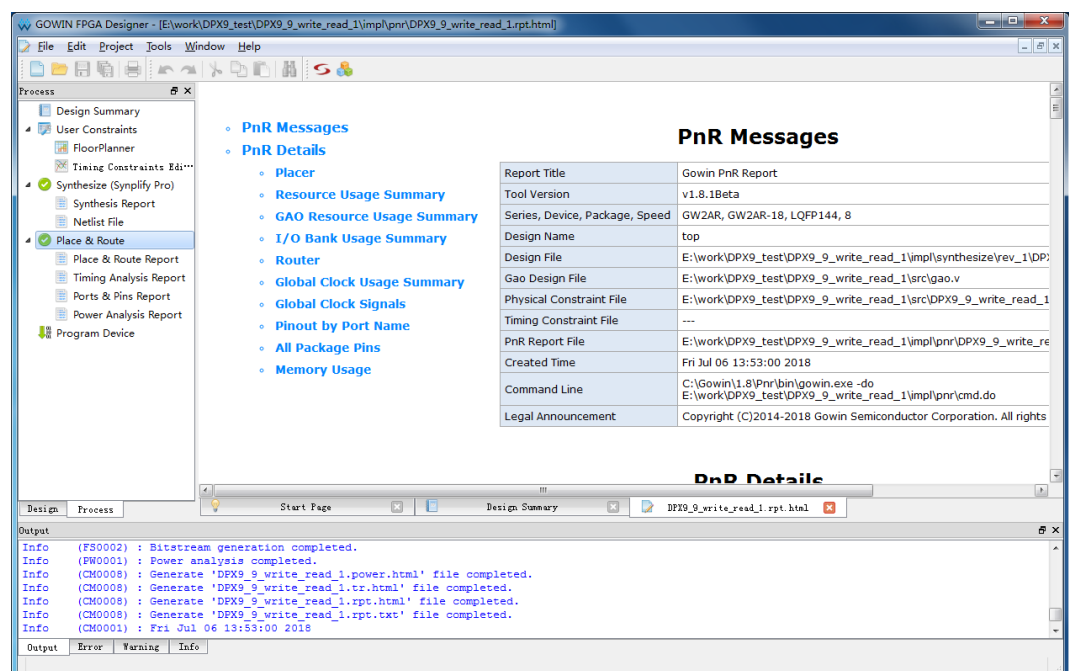 GOWIN FPGA Designer - [E:\work\DPX9_test\DPX9_9_write_read_1\impl\pnr\DPX9_9_write_read_1.rpt.html]
File Edit Project Tools Window Help
Process
Design Summary
User Constraints
FloorPlanner
Timing Constraints Edi...
Synthesize (Synplify Pro)
Synthesis Report
Netlist File
Place & Route
Place & Route Report
Timing Analysis Report
Ports & Pins Report
Power Analysis Report
Program Device
Design Process
PnR Messages
PnR Details
Placer
Resource Usage Summary
GAO Resource Usage Summary
I/O Bank Usage Summary
Router
Global Clock Usage Summary
Global Clock Signals
Pinout by Port Name
All Package Pins
Memory Usage
PnR Messages
Report Title Gowin PnR Report
Tool Version v1.8.1Beta
Series, Device, Package, Speed GW2AR, GW2AR-18, LQFP144, 8
Design Name top
Design File E:\work\DPX9_test\DPX9_9_write_read_1\impl\synthesize\rev_1\DPX
Gao Design File E:\work\DPX9_test\DPX9_9_write_read_1\src\gao.v
Physical Constraint File E:\work\DPX9_test\DPX9_9_write_read_1\src\DPX9_9_write_read_1
Timing Constraint File ---
PnR Report File E:\work\DPX9_test\DPX9_9_write_read_1\impl\pnr\DPX9_9_write_re
Created Time Fri Jul 06 13:53:00 2018
Command Line C:\Gowin\1.8\Pnr\bin\gowin.exe -do
E:\work\DPX9_test\DPX9_9_write_read_1\impl\pnr\cmd.do
Legal Announcement Copyright (C)2014-2018 Gowin Semiconductor Corporation. All rights
PnR Details
Start Page Design Summary DPX9_9_write_read_1.rpt.html
Output
Info (FS0002) : Bitstream generation completed.
Info (PW0001) : Power analysis completed.
Info (CM0008) : Generate 'DPX9_9_write_read_1.power.html' file completed.
Info (CM0008) : Generate 'DPX9_9_write_read_1.tr.html' file completed.
Info (CM0008) : Generate 'DPX9_9_write_read_1.rpt.html' file completed.
Info (CM0008) : Generate 'DPX9_9_write_read_1.rpt.txt' file completed.
Info (CM0001) : Fri Jul 06 13:53:00 2018
Output Error Warning Info